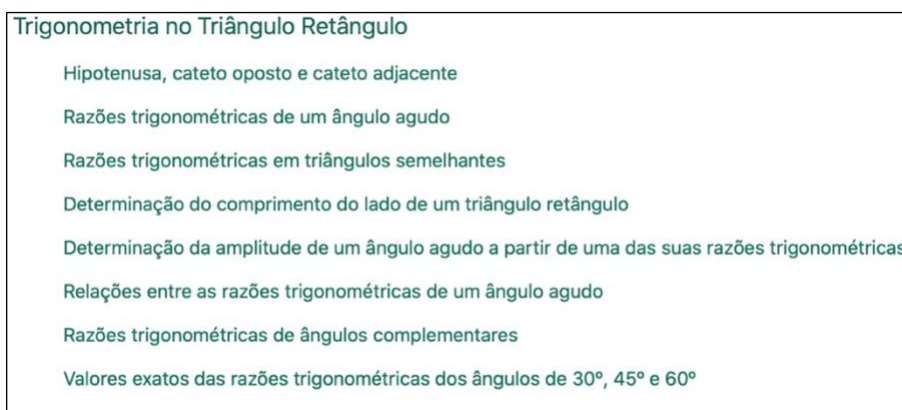 Trigonometria no Triângulo Retângulo
Hipotenusa, cateto oposto e cateto adjacente
Razões trigonométricas de um ângulo agudo
Razões trigonométricas em triângulos semelhantes
Determinação do comprimento do lado de um triângulo retângulo
Determinação da amplitude de um ângulo agudo a partir de uma das suas razões trigonométricas
Relações entre as razões trigonométricas de um ângulo agudo
Razões trigonométricas de ângulos complementares
Valores exatos das razões trigonométricas dos ângulos de 30º, 45º e 60º